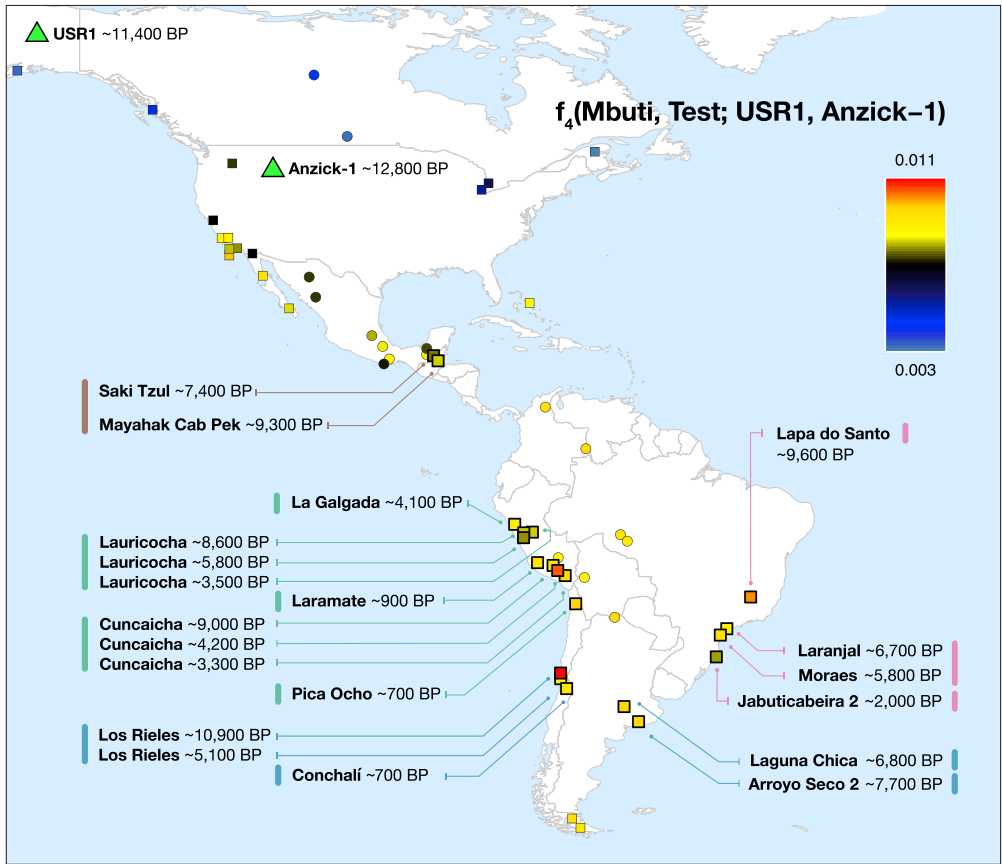 USR1 ~11,400 BP
f4(Mbuti, Test; USR1, Anzick−1)
Anzick-1 ~12,800 BP
0.011
0.003
Saki Tzul ~7,400 BP
Mayahak Cab Pek ~9,300 BP
Lapa do Santo
~9,600 BP
La Galgada ~4,100 BP
Lauricocha ~8,600 BP
Lauricocha ~5,800 BP
Lauricocha ~3,500 BP
Laramate ~900 BP
Cuncaicha ~9,000 BP
Cuncaicha ~4,200 BP
Cuncaicha ~3,300 BP
Pica Ocho ~700 BP
Laranjal ~6,700 BP
Moraes ~5,800 BP
Jabuticabeira 2 ~2,000 BP
Los Rieles ~10,900 BP
Los Rieles ~5,100 BP
Conchalí ~700 BP
Laguna Chica ~6,800 BP
Arroyo Seco 2 ~7,700 BP